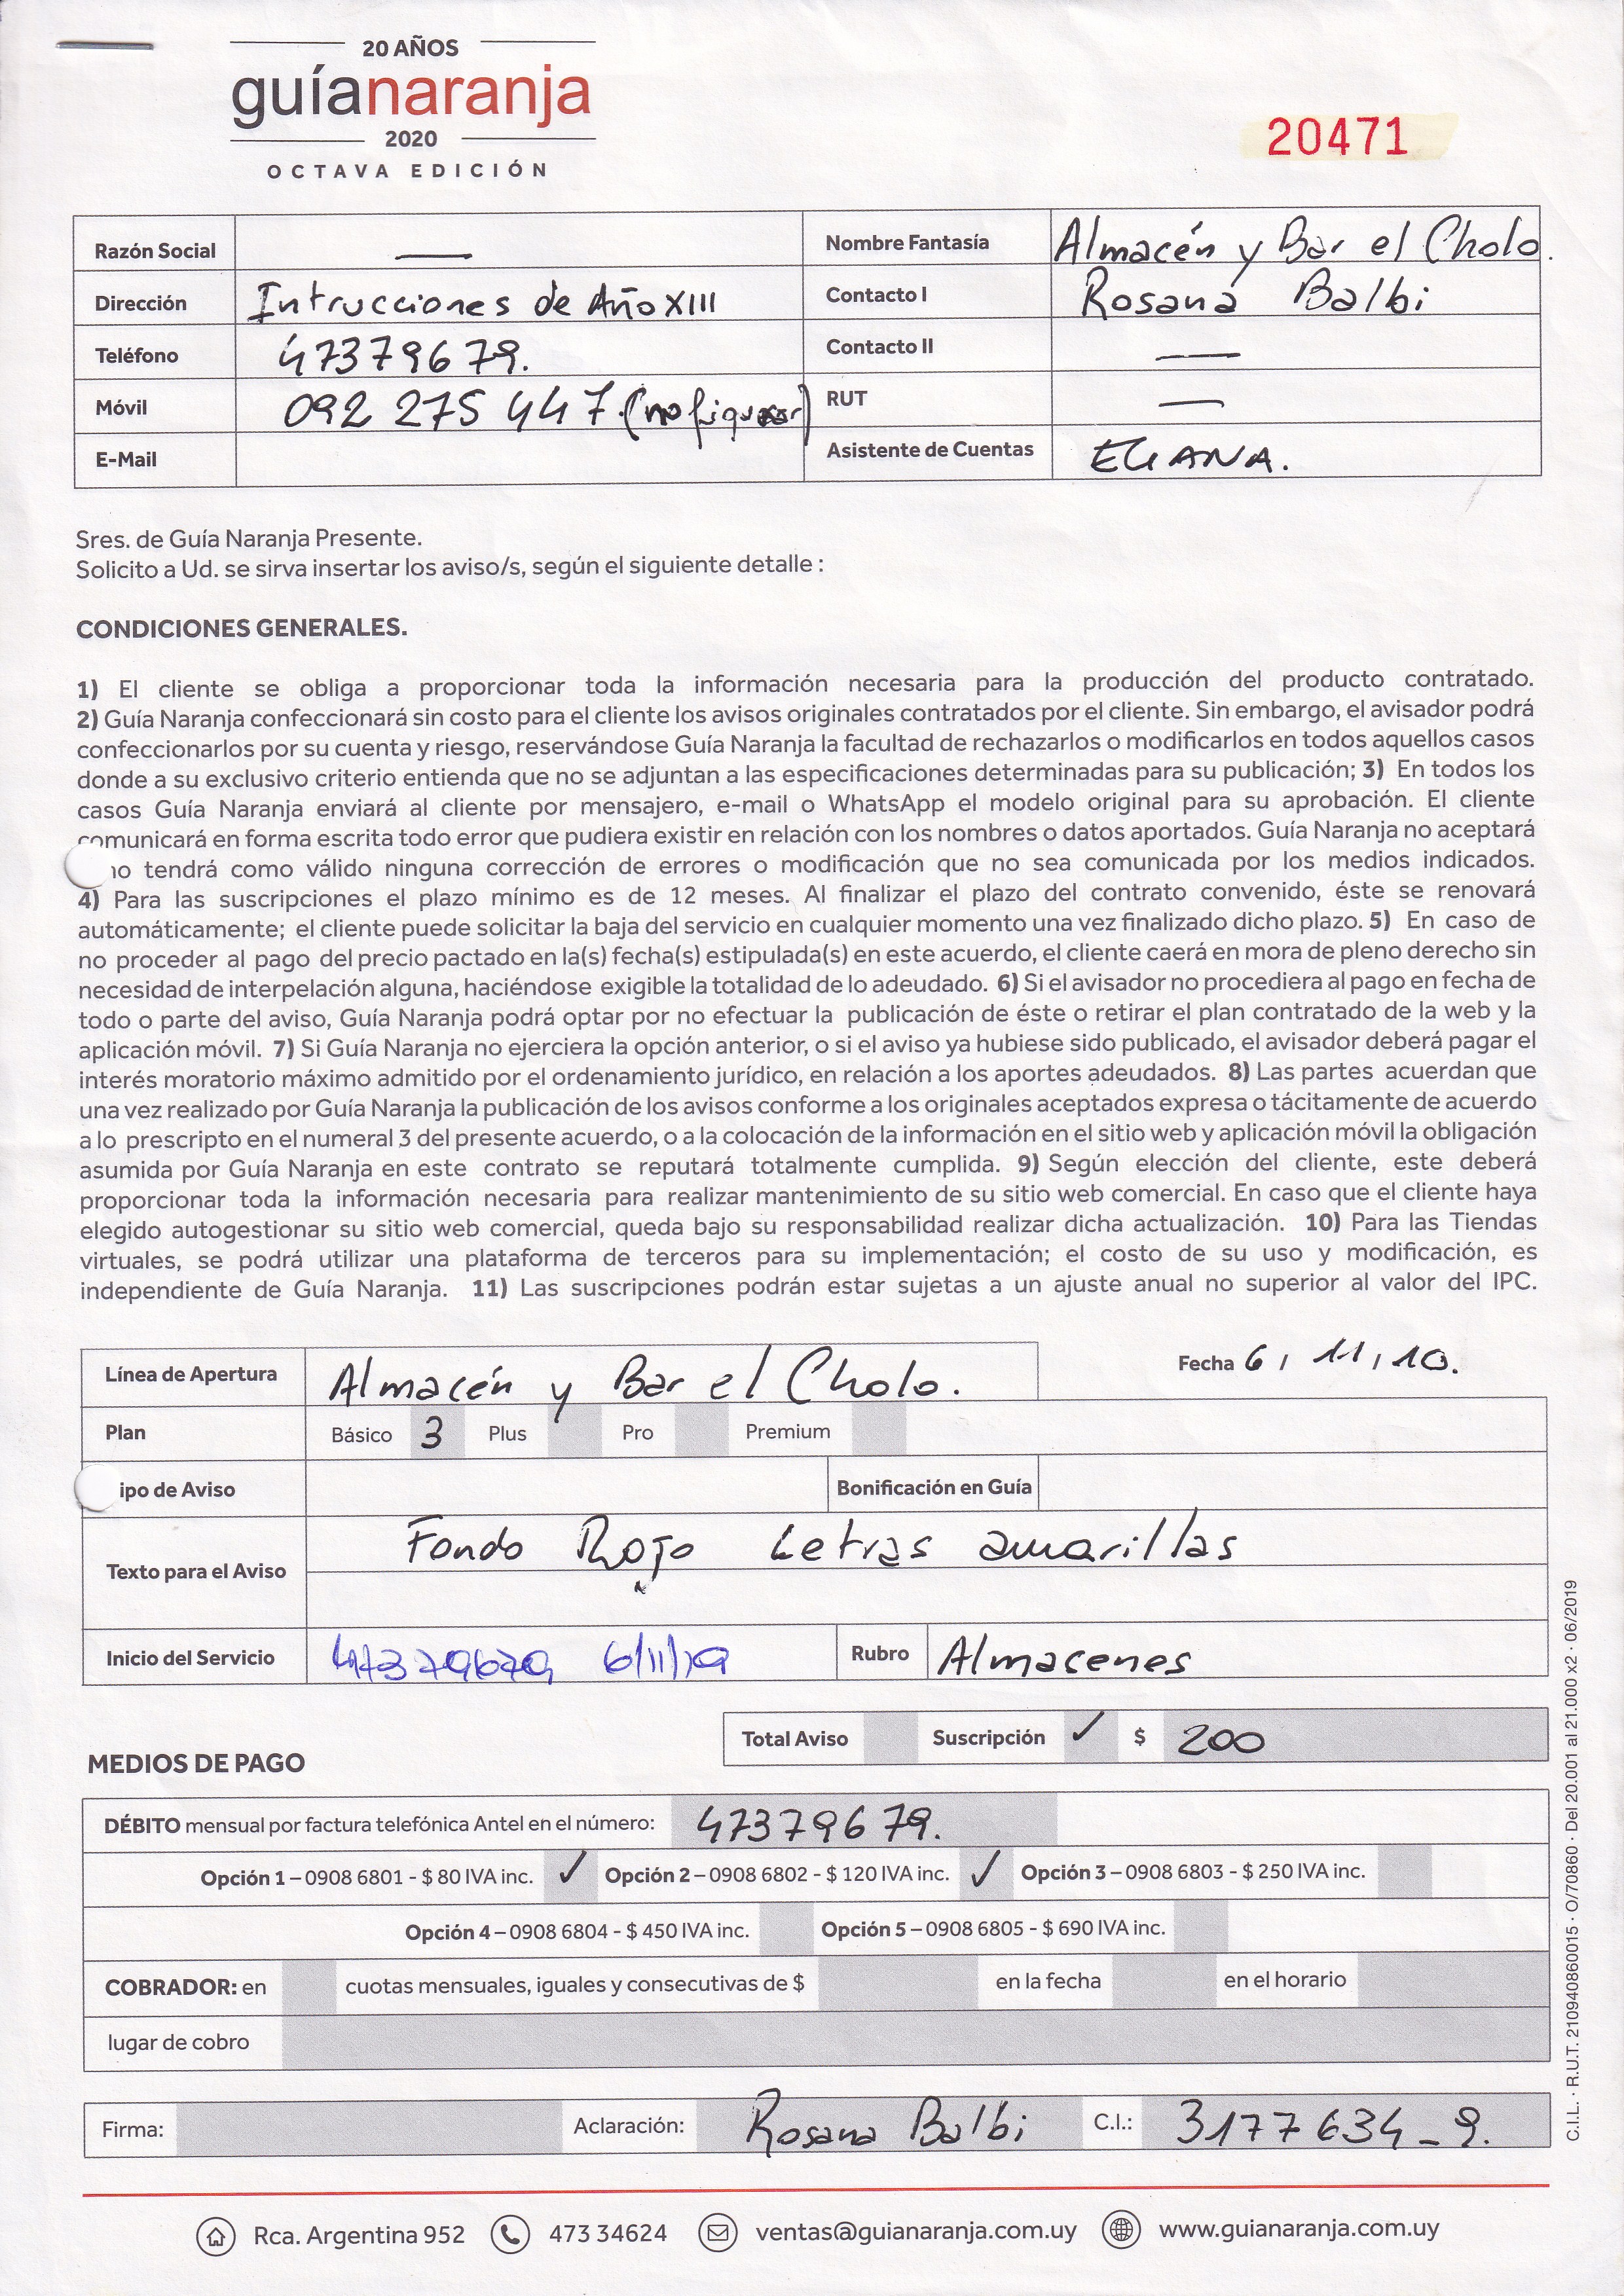 20 AÑOS
guíanaranja
2020
OCTAVA EDICIÓN
20471
Razón Social — Nombre Fantasía Almacén y Bar el Cholo.
Dirección Intrucciones de Año XIII Contacto I Rosana Balbi
Teléfono 47379679. Contacto II —
Móvil 092 275 447. (no figurar) RUT —
E-Mail Asistente de Cuentas ELIANA.
Sres. de Guía Naranja Presente.
Solicito a Ud. se sirva insertar los aviso/s, según el siguiente detalle :
CONDICIONES GENERALES.
1) El cliente se obliga a proporcionar toda la información necesaria para la producción del producto contratado.
2) Guía Naranja confeccionará sin costo para el cliente los avisos originales contratados por el cliente. Sin embargo, el avisador podrá
confeccionarlos por su cuenta y riesgo, reservándose Guía Naranja la facultad de rechazarlos o modificarlos en todos aquellos casos
donde a su exclusivo criterio entienda que no se adjuntan a las especificaciones determinadas para su publicación; 3) En todos los
casos Guía Naranja enviará al cliente por mensajero, e-mail o WhatsApp el modelo original para su aprobación. El cliente
comunicará en forma escrita todo error que pudiera existir en relación con los nombres o datos aportados. Guía Naranja no aceptará
no tendrá como válido ninguna corrección de errores o modificación que no sea comunicada por los medios indicados.
4) Para las suscripciones el plazo mínimo es de 12 meses. Al finalizar el plazo del contrato convenido, éste se renovará
automáticamente; el cliente puede solicitar la baja del servicio en cualquier momento una vez finalizado dicho plazo. 5) En caso de
no proceder al pago del precio pactado en la(s) fecha(s) estipulada(s) en este acuerdo, el cliente caerá en mora de pleno derecho sin
necesidad de interpelación alguna, haciéndose exigible la totalidad de lo adeudado. 6) Si el avisador no procediera al pago en fecha de
todo o parte del aviso, Guía Naranja podrá optar por no efectuar la publicación de éste o retirar el plan contratado de la web y la
aplicación móvil. 7) Si Guía Naranja no ejerciera la opción anterior, o si el aviso ya hubiese sido publicado, el avisador deberá pagar el
interés moratorio máximo admitido por el ordenamiento jurídico, en relación a los aportes adeudados. 8) Las partes acuerdan que
una vez realizado por Guía Naranja la publicación de los avisos conforme a los originales aceptados expresa o tácitamente de acuerdo
a lo prescripto en el numeral 3 del presente acuerdo, o a la colocación de la información en el sitio web y aplicación móvil la obligación
asumida por Guía Naranja en este contrato se reputará totalmente cumplida. 9) Según elección del cliente, este deberá
proporcionar toda la información necesaria para realizar mantenimiento de su sitio web comercial. En caso que el cliente haya
elegido autogestionar su sitio web comercial, queda bajo su responsabilidad realizar dicha actualización. 10) Para las Tiendas
virtuales, se podrá utilizar una plataforma de terceros para su implementación; el costo de su uso y modificación, es
independiente de Guía Naranja. 11) Las suscripciones podrán estar sujetas a un ajuste anual no superior al valor del IPC.
Línea de Apertura Almacén y Bar el Cholo. Fecha 6 / 11 / 10.
Plan Básico 3 Plus Pro Premium
ipo de Aviso Bonificación en Guía
Fondo Rojo Letras amarillas
Texto para el Aviso
Inicio del Servicio 47379679 6/11/19 Rubro Almacenes
Total Aviso Suscripción ✓ $ 200
MEDIOS DE PAGO
DÉBITO mensual por factura telefónica Antel en el número: 47379679.
Opción 1 – 0908 6801 - $ 80 IVA inc. ✓ Opción 2 – 0908 6802 - $ 120 IVA inc. ✓ Opción 3 – 0908 6803 - $ 250 IVA inc.
Opción 4 – 0908 6804 - $ 450 IVA inc. Opción 5 – 0908 6805 - $ 690 IVA inc.
COBRADOR: en cuotas mensuales, iguales y consecutivas de $ en la fecha en el horario
lugar de cobro
Firma: Aclaración: Rosana Balbi C.I.: 3177634-9.
Rca. Argentina 952 473 34624 ventas@guianaranja.com.uy www.guianaranja.com.uy
C.I.L. · R.U.T. 210940860015 · O/70860 · Del 20.001 al 21.000 x2 · 06/2019